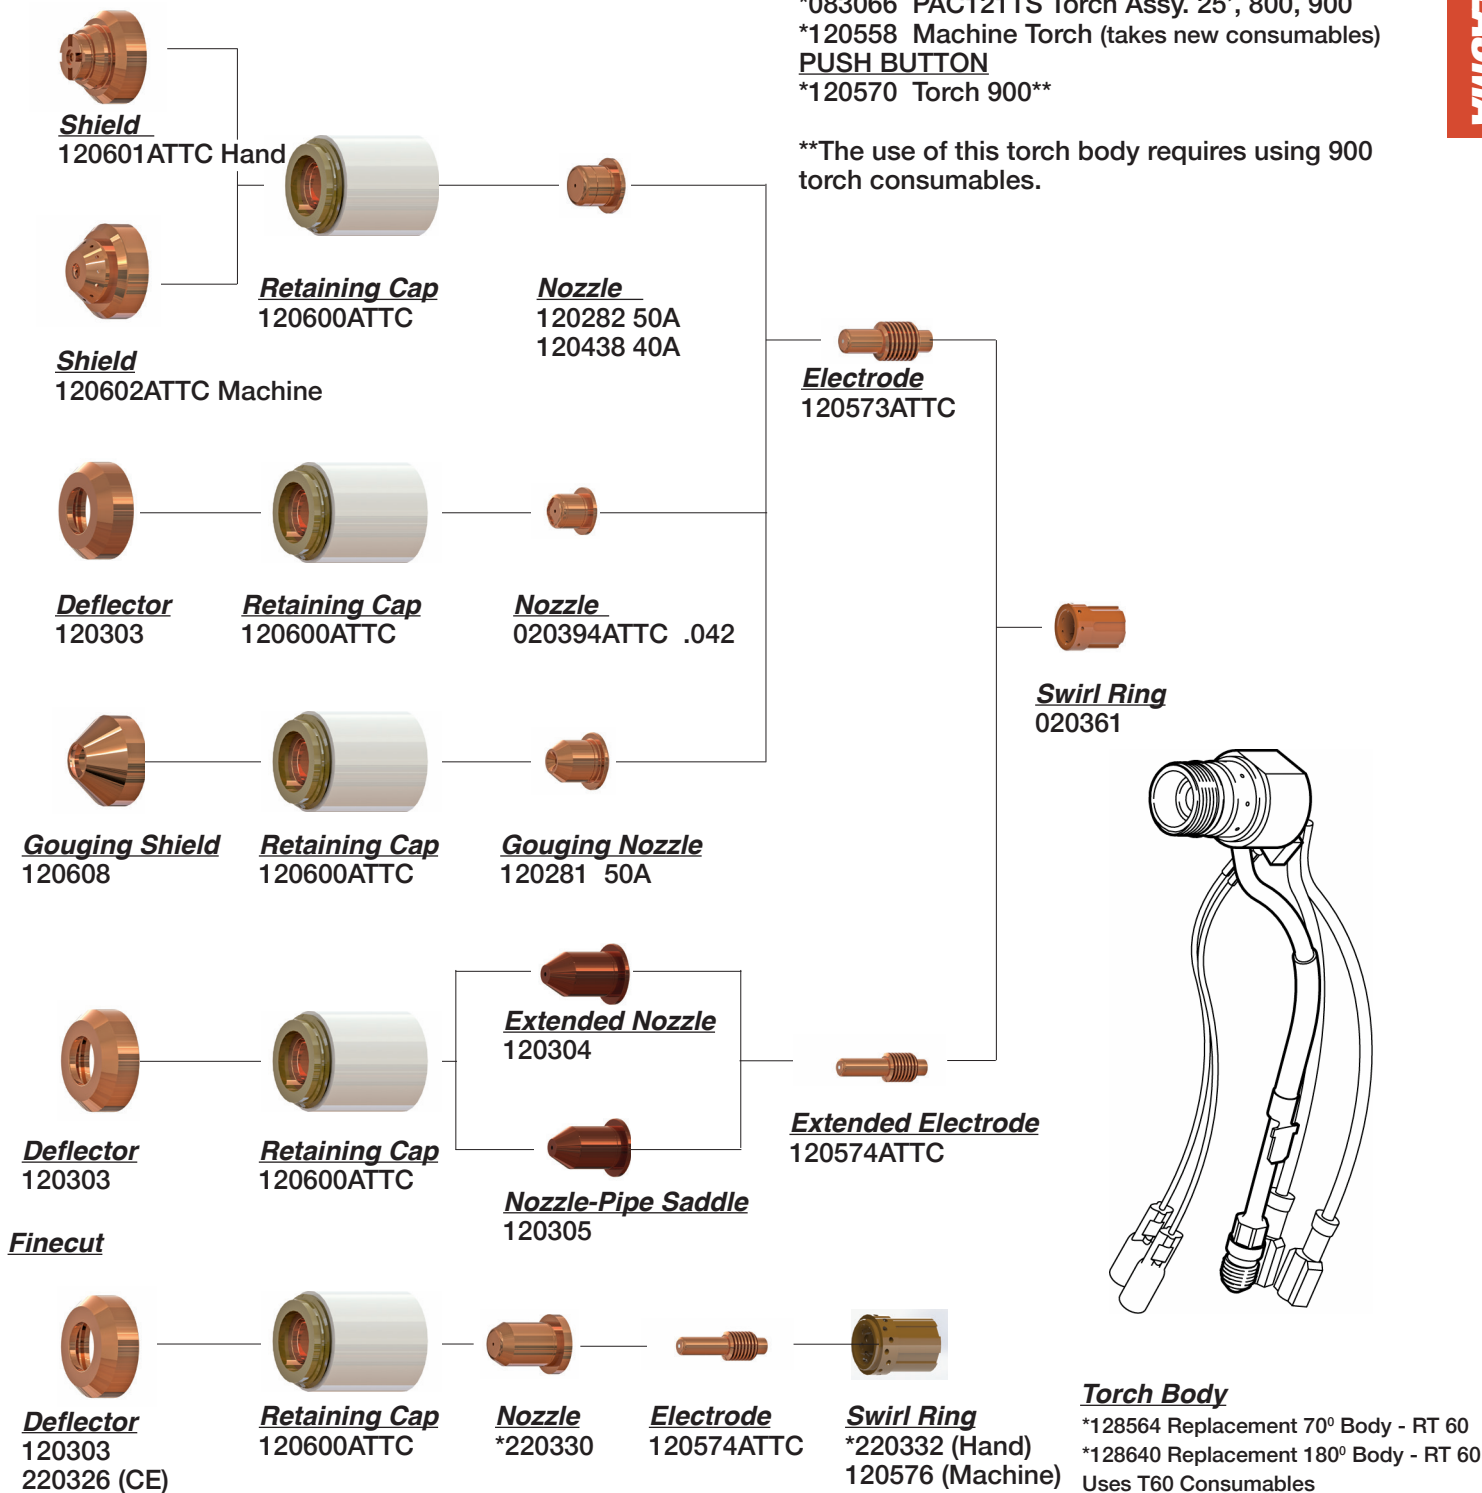 *083066 PAC121TS Torch Assy. 25', 800, 900
*120558 Machine Torch (takes new consumables)
PUSH BUTTON
*120570 Torch 900**
**The use of this torch body requires using 900
torch consumables.
Shield
120601ATTC Hand
Retaining Cap
120600ATTC
Nozzle
120282 50A
120438 40A
Shield
120602ATTC Machine
Electrode
120573ATTC
Deflector
120303
Retaining Cap
120600ATTC
Nozzle
020394ATTC .042
Swirl Ring
020361
Gouging Shield
120608
Retaining Cap
120600ATTC
Gouging Nozzle
120281 50A
Extended Nozzle
120304
Deflector
120303
Retaining Cap
120600ATTC
Extended Electrode
120574ATTC
Nozzle-Pipe Saddle
120305
Finecut
Deflector
120303
220326 (CE)
Retaining Cap
120600ATTC
Nozzle
*220330
Electrode
120574ATTC
Swirl Ring
*220332 (Hand)
120576 (Machine)
Torch Body
*128564 Replacement 70⁰ Body - RT 60
*128640 Replacement 180⁰ Body - RT 60
Uses T60 Consumables